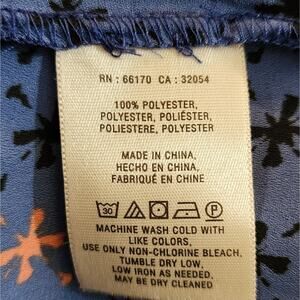 RN : 66170 CA : 32054
100% POLYESTER,
POLYESTER, POLIÉSTER,
POLIESTERE, POLYESTER
MADE IN CHINA,
HECHO EN CHINA,
FABRIQUÉ EN CHINE
30 P
MACHINE WASH COLD WITH
LIKE COLORS,
USE ONLY NON-CHLORINE BLEACH,
TUMBLE DRY LOW,
LOW IRON AS NEEDED,
MAY BE DRY CLEANED